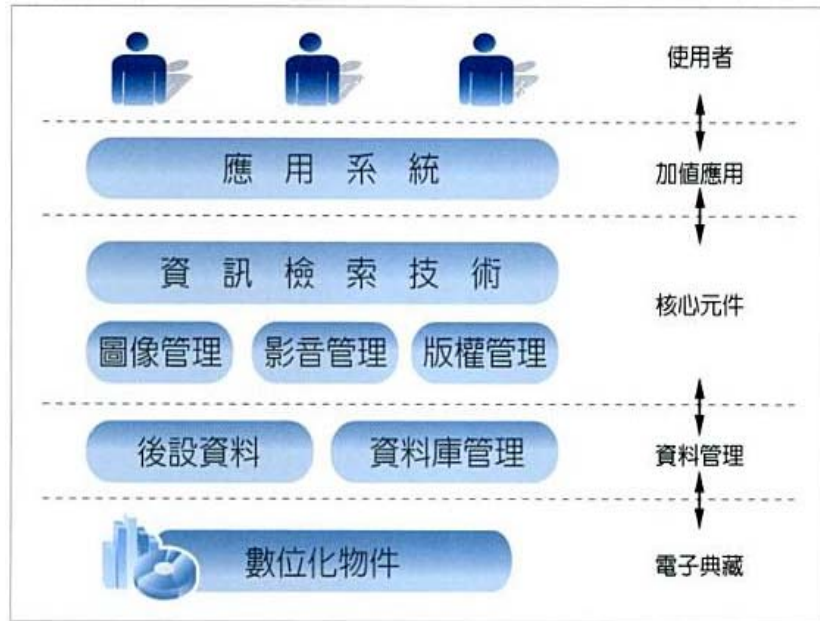 使用者
應用系統
加值應用
資訊檢索技術
核心元件
圖像管理 影音管理 版權管理
後設資料 資料庫管理
資料管理
數位化物件
電子典藏